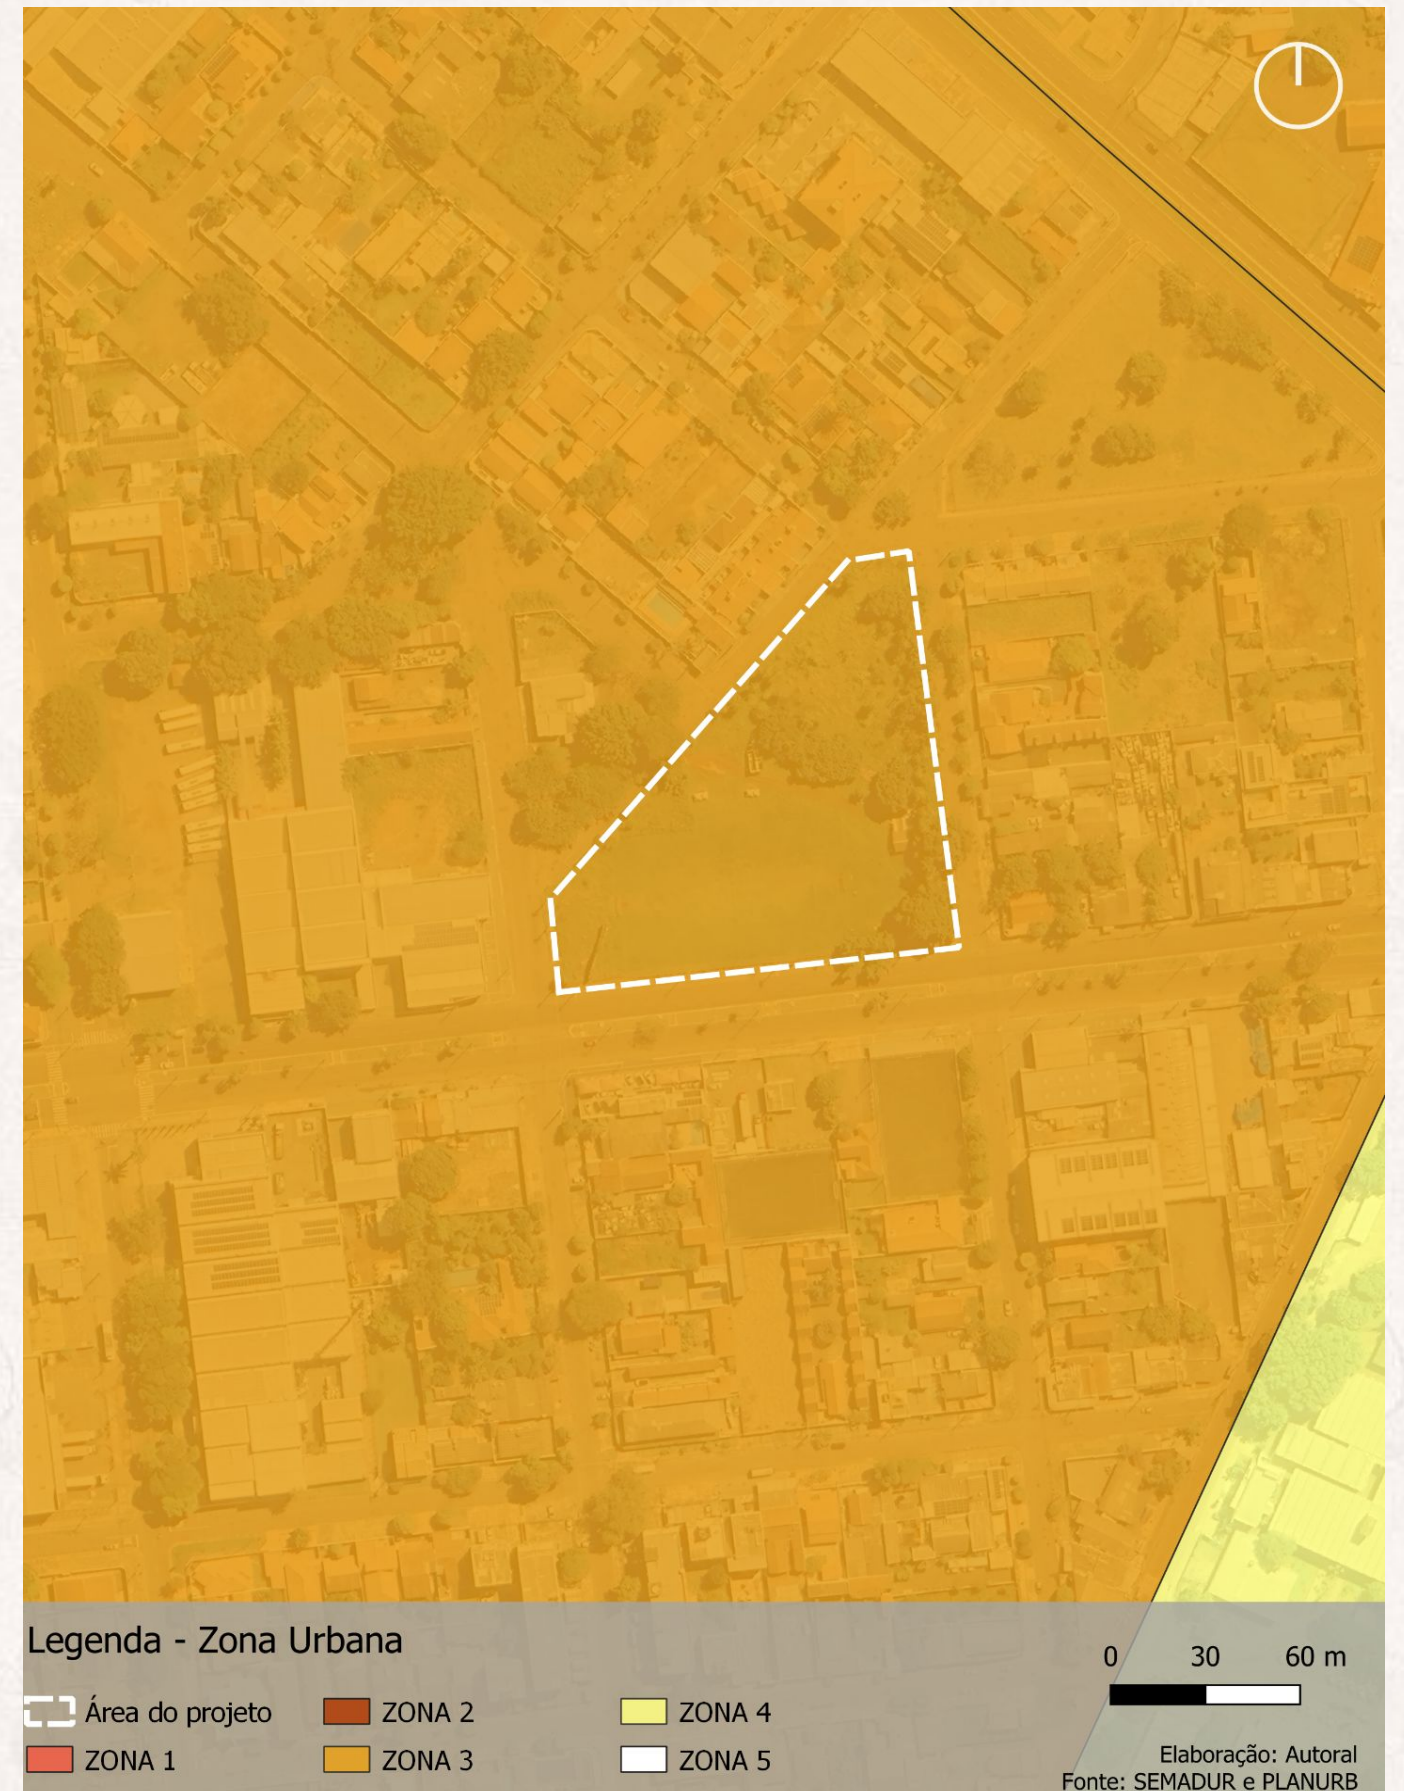 Legenda - Zona Urbana
Área do projeto
ZONA 1
ZONA 2
ZONA 3
ZONA 4
ZONA 5
0 30 60 m
Elaboração: Autoral
Fonte: SEMADUR e PLANURB